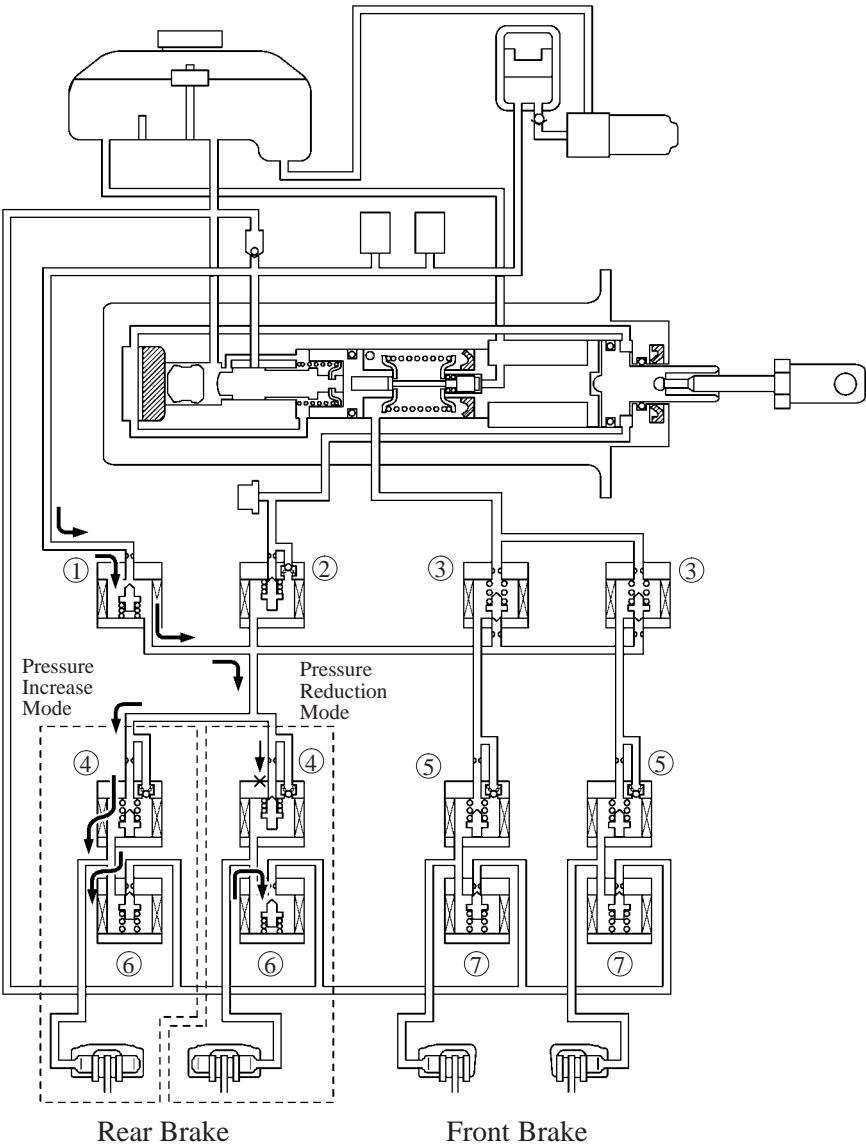 ①
②
③
③
Pressure
Increase
Mode
Pressure
Reduction
Mode
④
④
⑤
⑤
⑥
⑥
⑦
⑦
Rear Brake
Front Brake